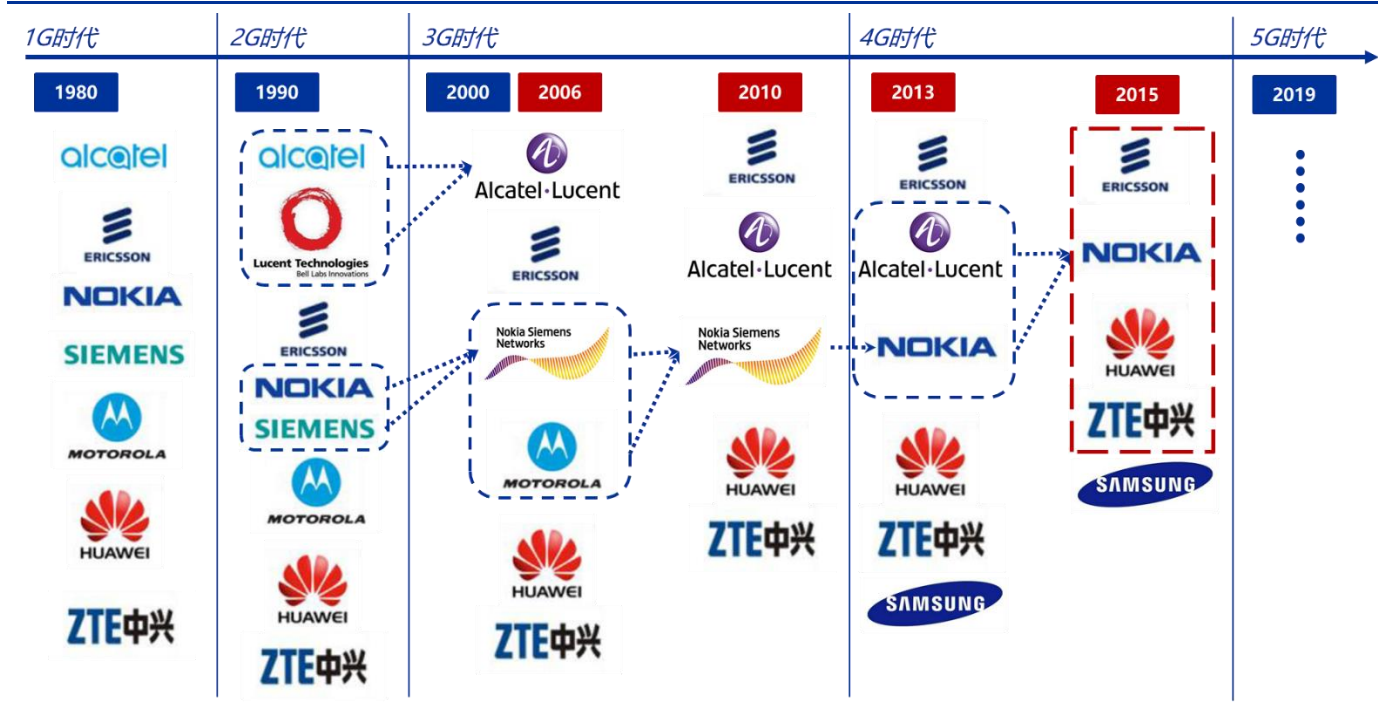 1G时代
2G时代
3G时代
4G时代
5G时代
1980
1990
2000
2006
2010
2013
2015
2019
alcatel
ERICSSON
NOKIA
SIEMENS
MOTOROLA
HUAWEI
ZTE中兴
alcatel
Lucent Technologies
Bell Labs Innovations
ERICSSON
NOKIA
SIEMENS
MOTOROLA
HUAWEI
ZTE中兴
Alcatel·Lucent
ERICSSON
Nokia Siemens
Networks
MOTOROLA
HUAWEI
ZTE中兴
ERICSSON
Alcatel·Lucent
Nokia Siemens
Networks
HUAWEI
ZTE中兴
ERICSSON
Alcatel·Lucent
NOKIA
HUAWEI
ZTE中兴
SAMSUNG
ERICSSON
NOKIA
HUAWEI
ZTE中兴
SAMSUNG